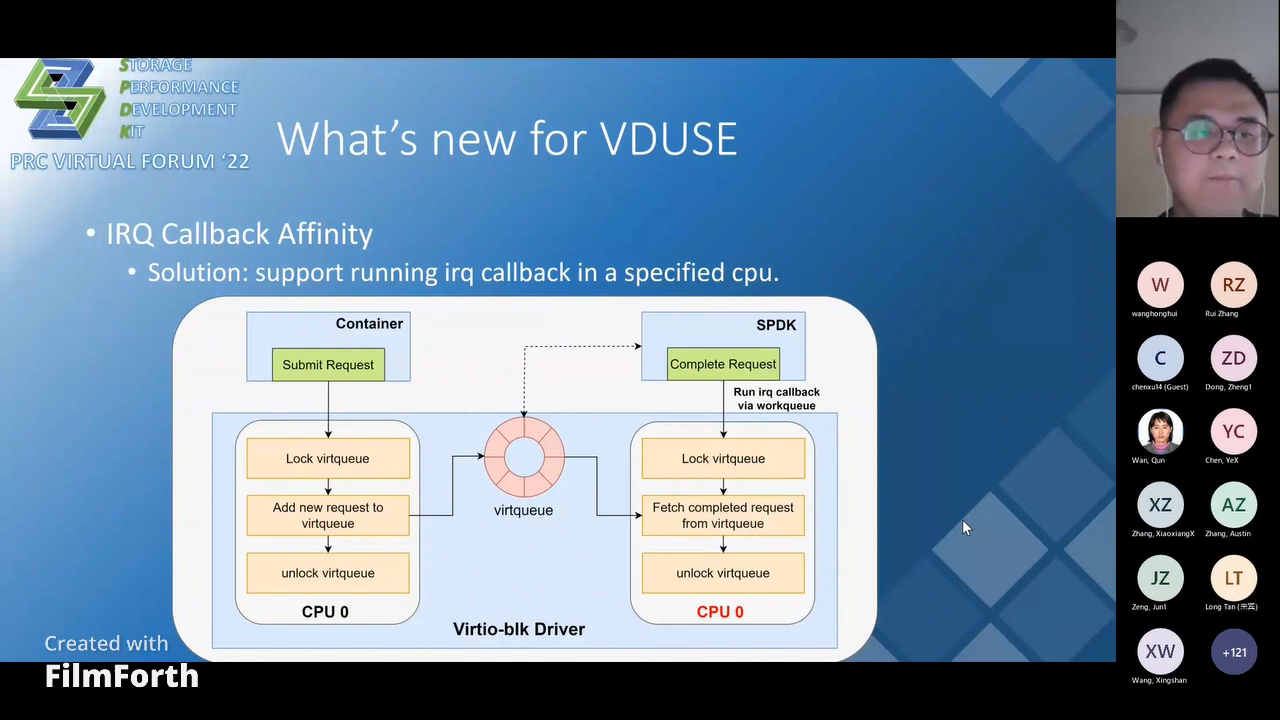 STORAGE
PERFORMANCE
DEVELOPMENT
KIT
PRC VIRTUAL FORUM ‘22
What’s new for VDUSE
• IRQ Callback Affinity
• Solution: support running irq callback in a specified cpu.
Container
Submit Request
SPDK
Complete Request
Run irq callback
via workqueue
Lock virtqueue
Add new request to
virtqueue
unlock virtqueue
CPU 0
virtqueue
Lock virtqueue
Fetch completed request
from virtqueue
unlock virtqueue
CPU 0
Virtio-blk Driver
Created with
FilmForth
W
wanghonghui
RZ
Rui Zhang
C
chenxu14 (Guest)
ZD
Dong, Zheng1
Wan, Qun
YC
Chen, YeX
XZ
Zhang, XiaoxiangX
AZ
Zhang, Austin
JZ
Zeng, Jun1
LT
Long Tan
XW
Wang, Xingshan
+121